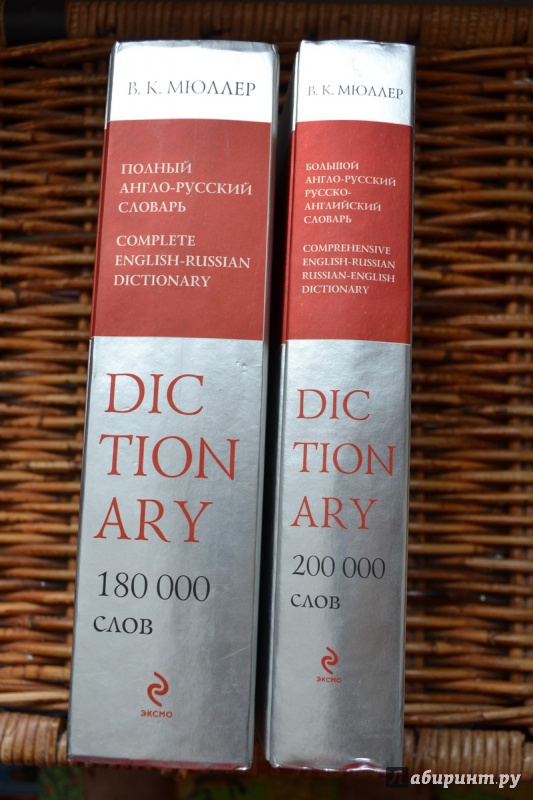 В. К. МЮЛЛЕР
ПОЛНЫЙ
АНГЛО-РУССКИЙ
СЛОВАРЬ
COMPLETE
ENGLISH-RUSSIAN
DICTIONARY
DIC
TION
ARY
180 000
СЛОВ
ЭКСМО
В. К. МЮЛЛЕР
БОЛЬШОЙ
АНГЛО-РУССКИЙ
РУССКО-
АНГЛИЙСКИЙ
СЛОВАРЬ
COMPREHENSIVE
ENGLISH-RUSSIAN
RUSSIAN-ENGLISH
DICTIONARY
DIC
TION
ARY
200 000
СЛОВ
ЭКСМО
Лабиринт.ру